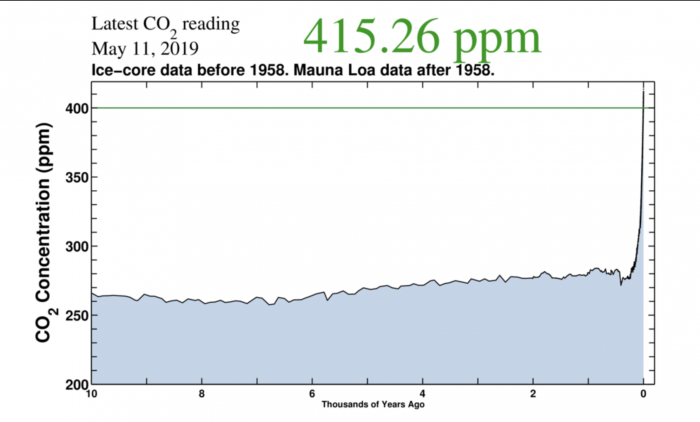 Latest CO2 reading
May 11, 2019
415.26 ppm
Ice-core data before 1958. Mauna Loa data after 1958.
CO2 Concentration (ppm)
400
350
300
250
200
10 8 6 4 2 0
Thousands of Years Ago